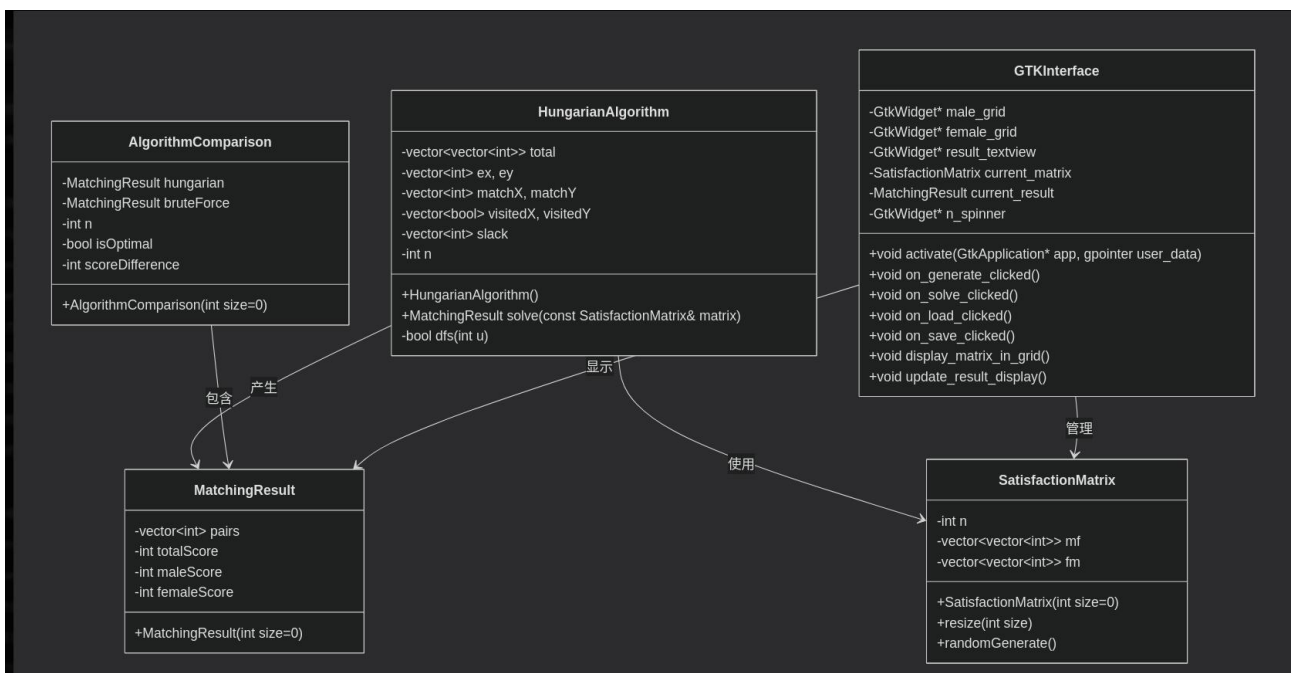 AlgorithmComparison
-MatchingResult hungarian
-MatchingResult bruteForce
-int n
-bool isOptimal
-int scoreDifference
+AlgorithmComparison(int size=0)
HungarianAlgorithm
-vector<vector<int>> total
-vector<int> ex, ey
-vector<int> matchX, matchY
-vector<bool> visitedX, visitedY
-vector<int> slack
-int n
+HungarianAlgorithm()
+MatchingResult solve(const SatisfactionMatrix& matrix)
-bool dfs(int u)
GTKInterface
-GtkWidget* male_grid
-GtkWidget* female_grid
-GtkWidget* result_textview
-SatisfactionMatrix current_matrix
-MatchingResult current_result
-GtkWidget* n_spinner
+void activate(GtkApplication* app, gpointer user_data)
+void on_generate_clicked()
+void on_solve_clicked()
+void on_load_clicked()
+void on_save_clicked()
+void display_matrix_in_grid()
+void update_result_display()
包含
产生
显示
使用
管理
MatchingResult
-vector<int> pairs
-int totalScore
-int maleScore
-int femaleScore
+MatchingResult(int size=0)
SatisfactionMatrix
-int n
-vector<vector<int>> mf
-vector<vector<int>> fm
+SatisfactionMatrix(int size=0)
+resize(int size)
+randomGenerate()